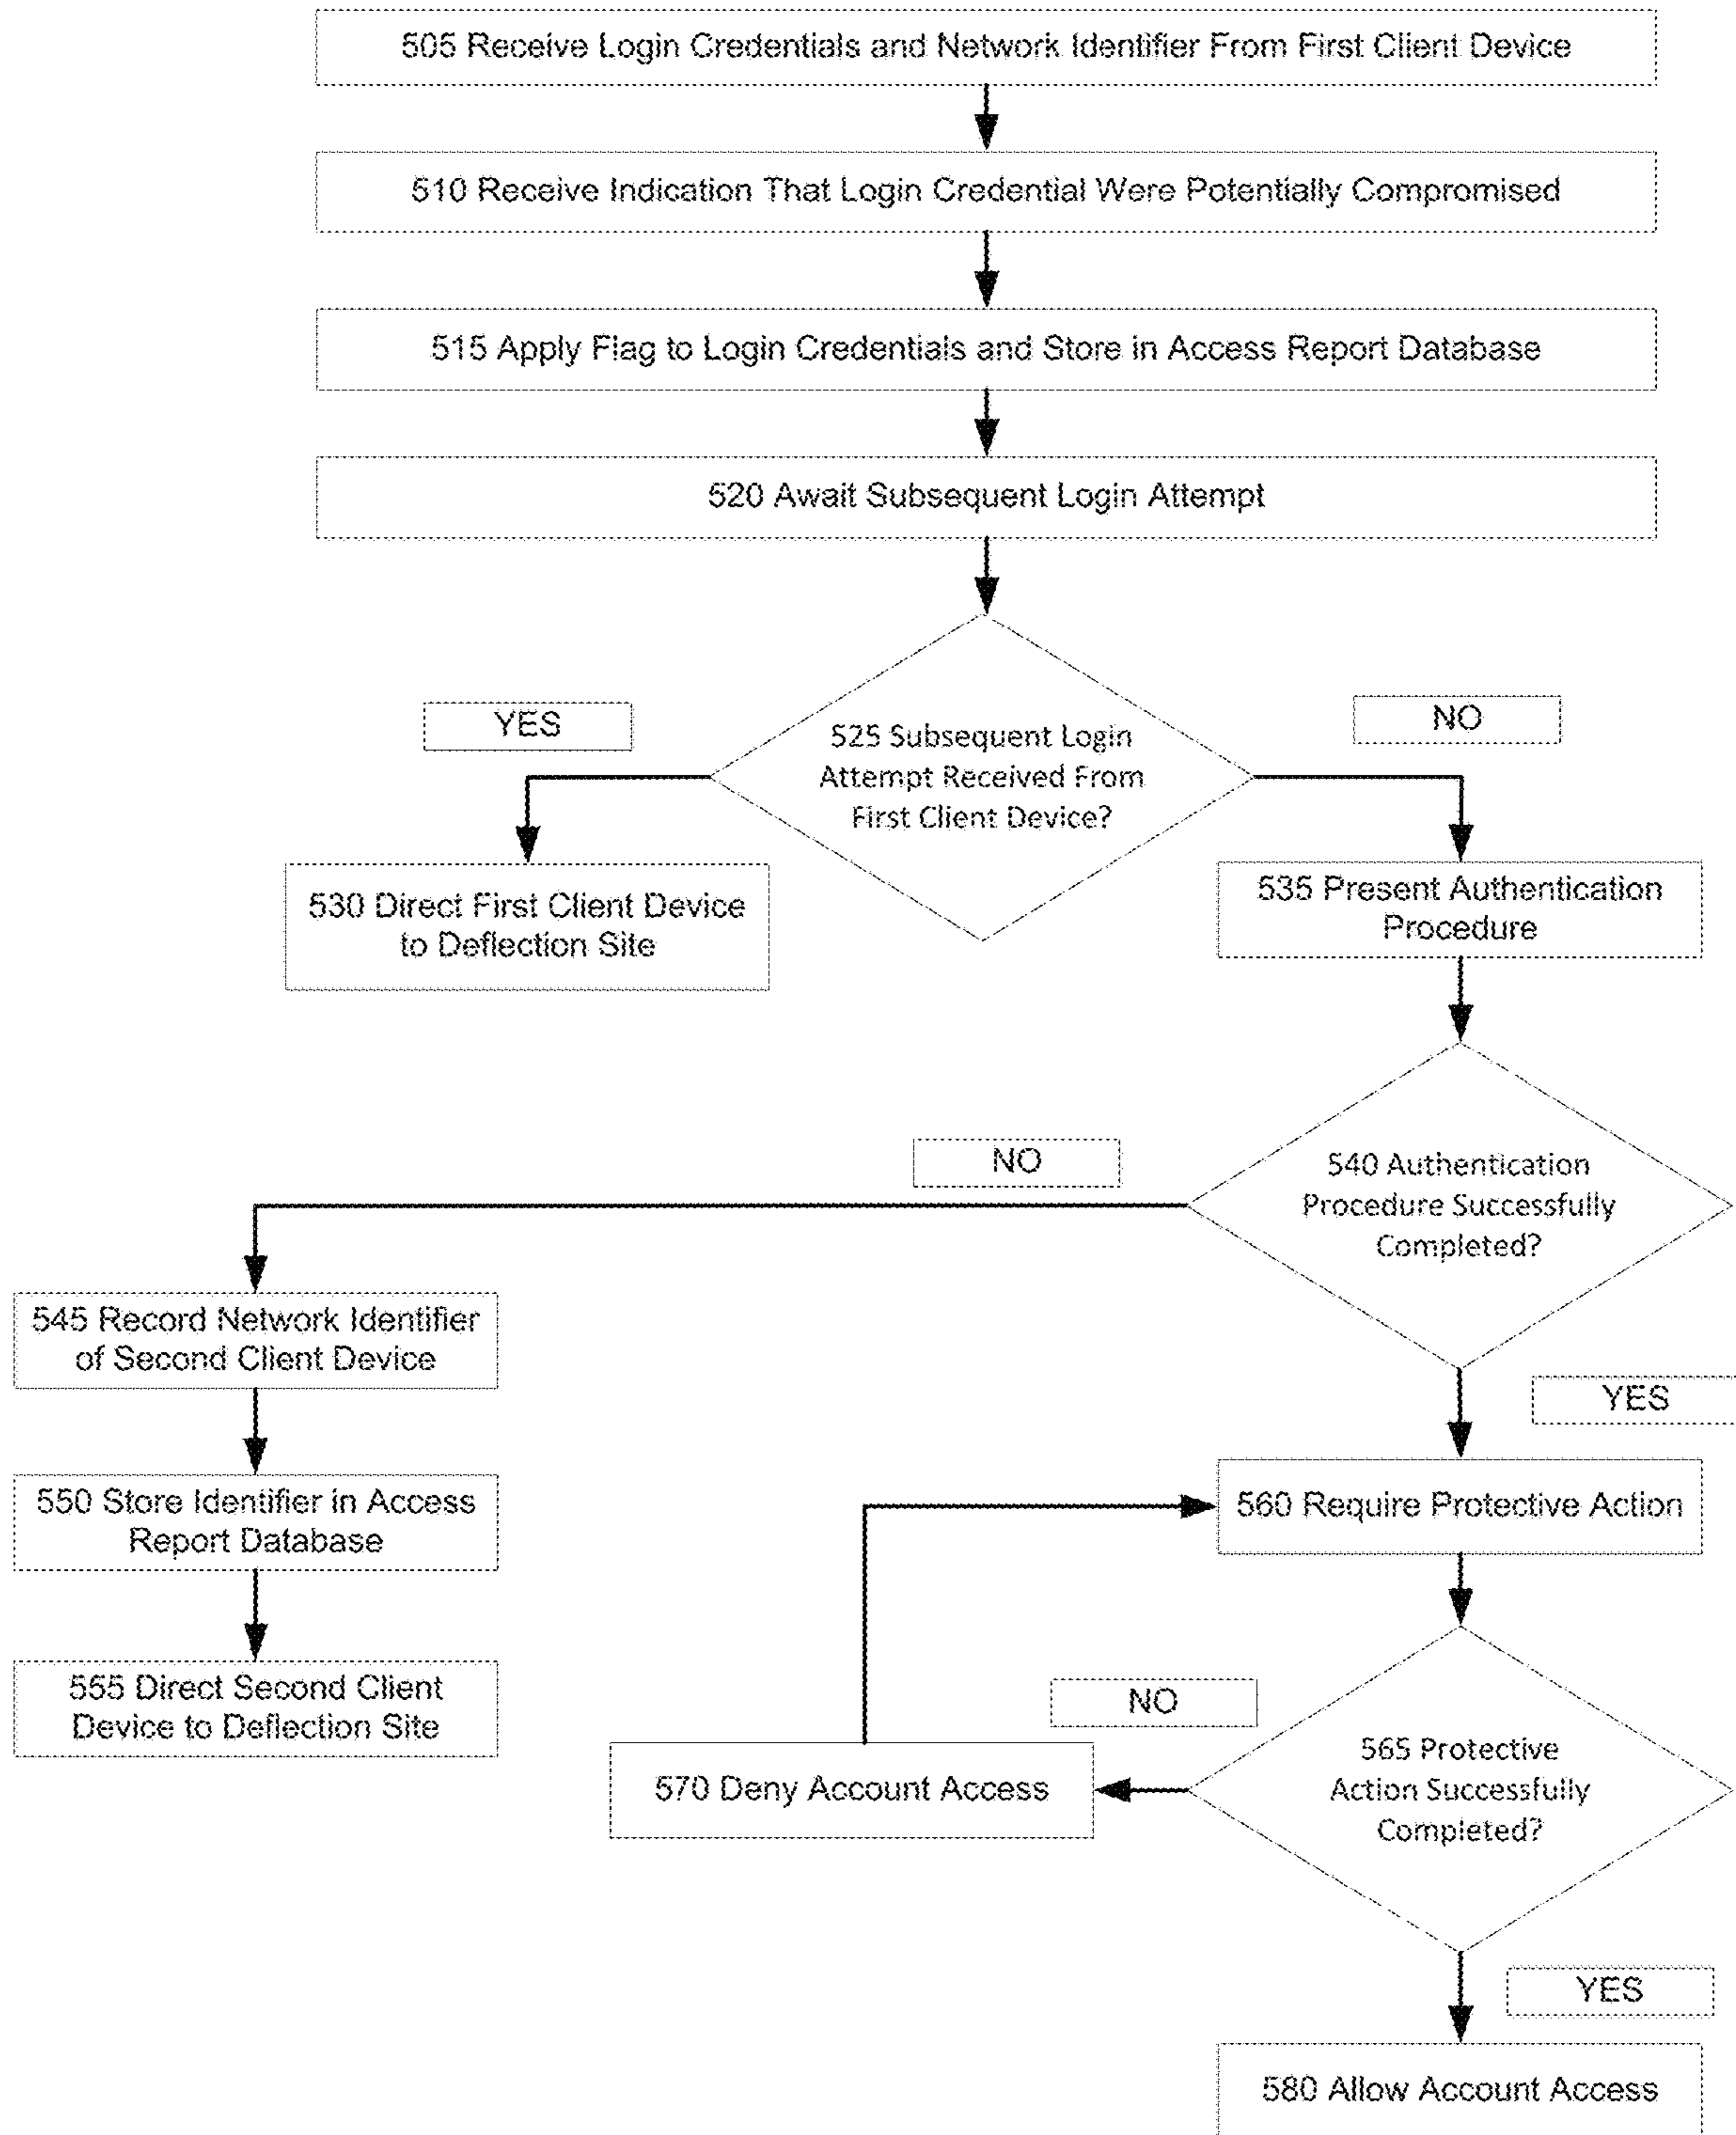 505 Receive Login Credentials and Network Identifier From First Client Device
510 Receive Indication That Login Credential Were Potentially Compromised
515 Apply Flag to Login Credentials and Store in Access Report Database
520 Await Subsequent Login Attempt
YES
NO
525 Subsequent Login
Attempt Received From
First Client Device?
530 Direct First Client Device
to Deflection Site
535 Present Authentication
Procedure
NO
540 Authentication
Procedure Successfully
Completed?
545 Record Network Identifier
of Second Client Device
YES
550 Store Identifier in Access
Report Database
560 Require Protective Action
555 Direct Second Client
Device to Deflection Site
NO
565 Protective
Action Successfully
Completed?
570 Deny Account Access
YES
580 Allow Account Access